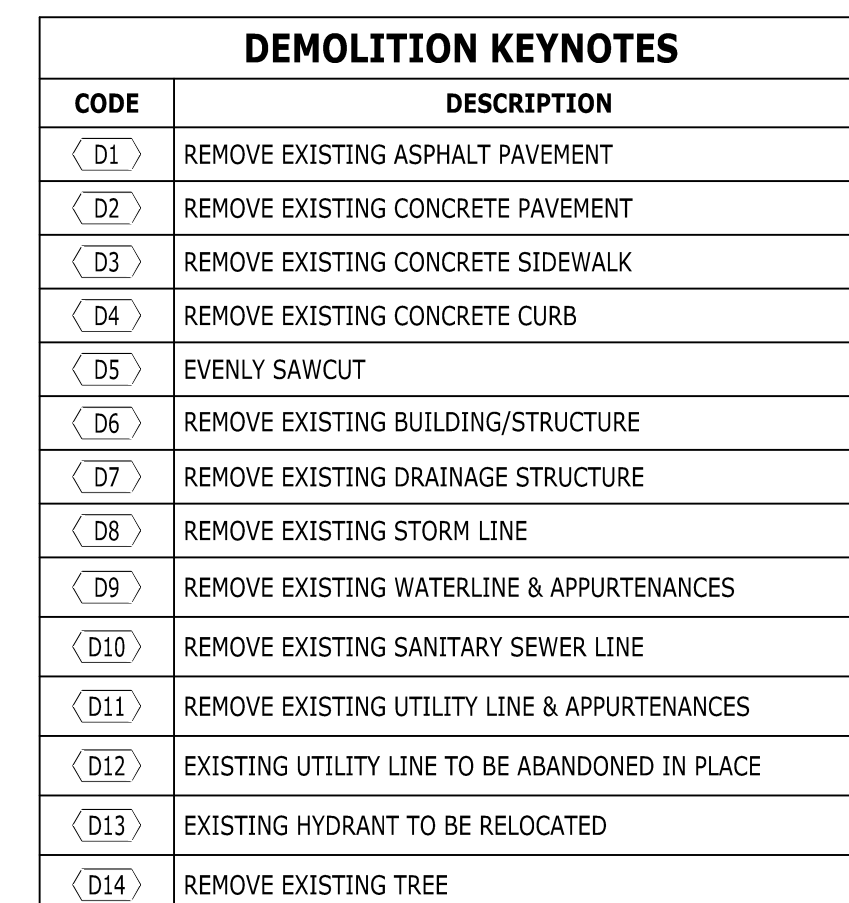 DEMOLITION KEYNOTES
CODE DESCRIPTION
D1 REMOVE EXISTING ASPHALT PAVEMENT
D2 REMOVE EXISTING CONCRETE PAVEMENT
D3 REMOVE EXISTING CONCRETE SIDEWALK
D4 REMOVE EXISTING CONCRETE CURB
D5 EVENLY SAWCUT
D6 REMOVE EXISTING BUILDING/STRUCTURE
D7 REMOVE EXISTING DRAINAGE STRUCTURE
D8 REMOVE EXISTING STORM LINE
D9 REMOVE EXISTING WATERLINE & APPURTENANCES
D10 REMOVE EXISTING SANITARY SEWER LINE
D11 REMOVE EXISTING UTILITY LINE & APPURTENANCES
D12 EXISTING UTILITY LINE TO BE ABANDONED IN PLACE
D13 EXISTING HYDRANT TO BE RELOCATED
D14 REMOVE EXISTING TREE